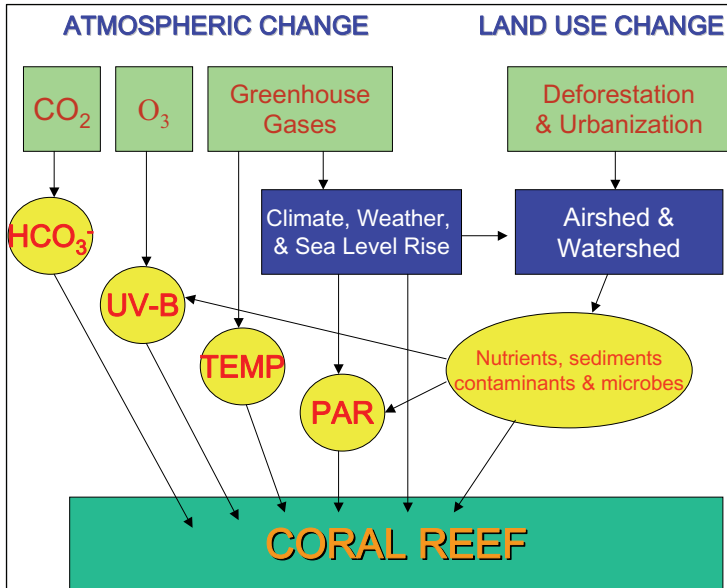 ATMOSPHERIC CHANGE
LAND USE CHANGE
CO₂
O₃
Greenhouse
Gases
Deforestation
& Urbanization
HCO₃⁻
Climate, Weather,
& Sea Level Rise
Airshed &
Watershed
UV-B
TEMP
PAR
Nutrients, sediments
contaminants & microbes
CORAL REEF